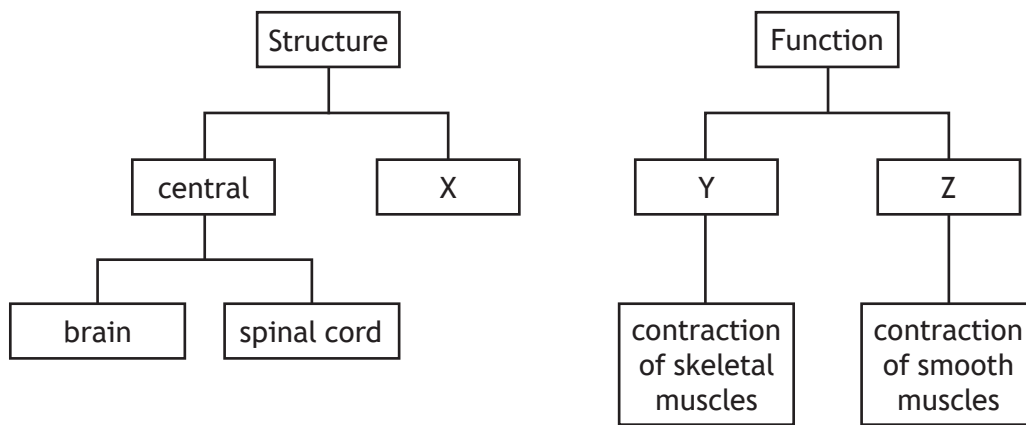 Structure
Function
central
X
Y
Z
brain
spinal cord
contraction
of skeletal
muscles
contraction
of smooth
muscles